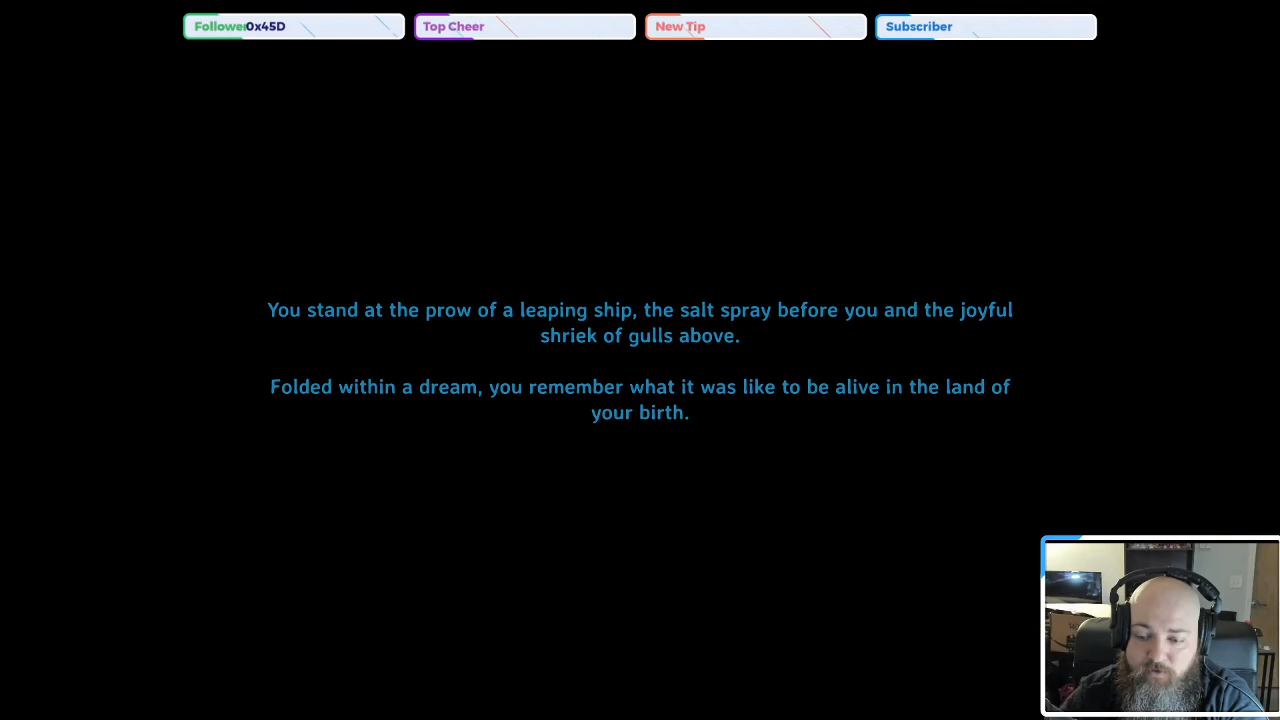 Follower 0x45D
Top Cheer
New Tip
Subscriber
You stand at the prow of a leaping ship, the salt spray before you and the joyful
shriek of gulls above.
Folded within a dream, you remember what it was like to be alive in the land of
your birth.